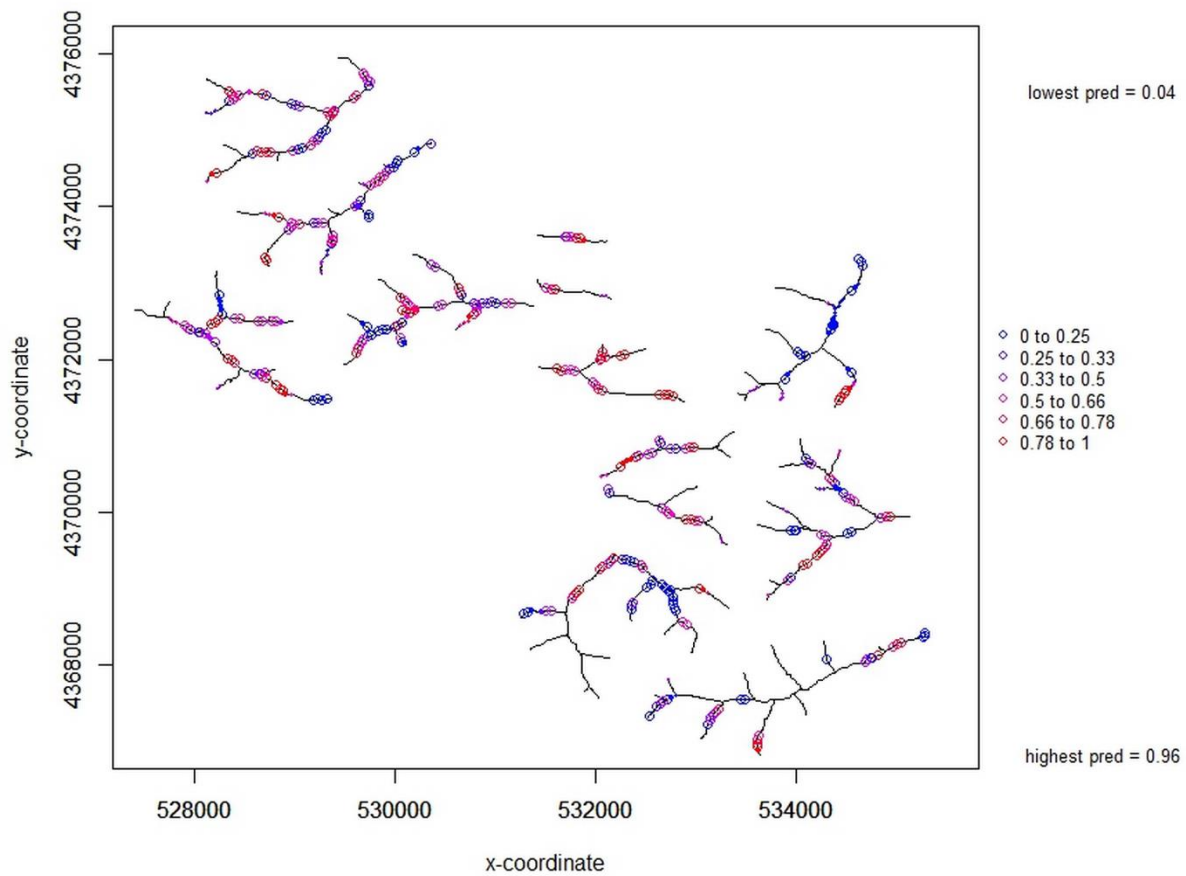 4376000
4374000
4372000
4370000
4368000
y-coordinate
528000
530000
532000
534000
x-coordinate
lowest pred = 0.04
0 to 0.25
0.25 to 0.33
0.33 to 0.5
0.5 to 0.66
0.66 to 0.78
0.78 to 1
highest pred = 0.96